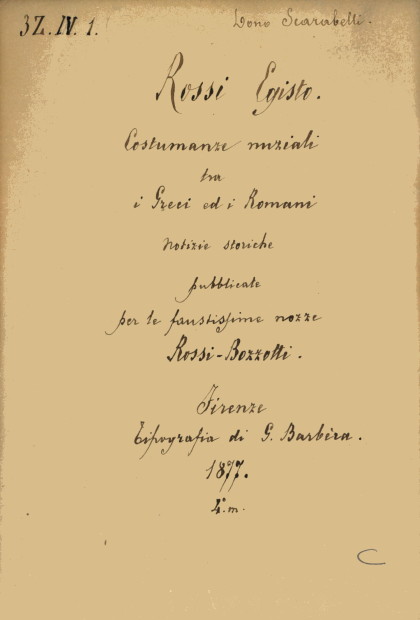 3Z. IV. 1.
Dono Scarabelli.
Rossi Egisto.
Costumanze nuziali
tra
i Greci ed i Romani
Notizie storiche
pubblicate
per le faustissime nozze
Rossi-Bozzotti.
Firenze
Tipografia di G. Barbèra.
1877.
4.° m.
C